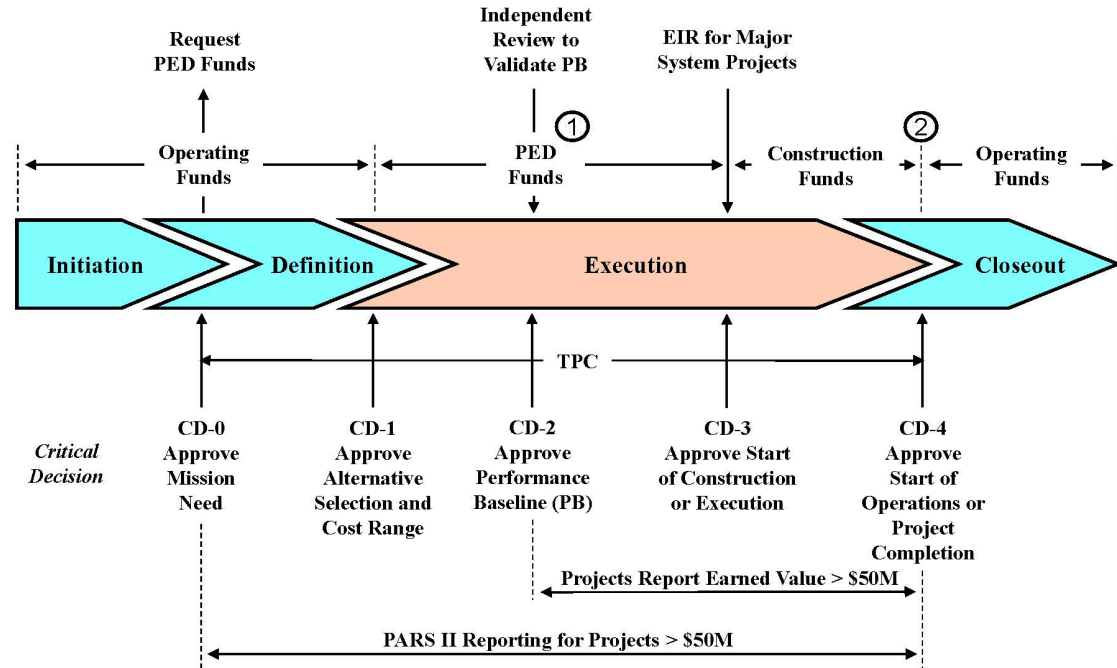 Request
PED Funds
Independent
Review to
Validate PB
EIR for Major
System Projects
1
2
Operating
Funds
PED
Funds
Construction
Funds
Operating
Funds
Initiation
Definition
Execution
Closeout
TPC
Critical
Decision
CD-0
Approve
Mission
Need
CD-1
Approve
Alternative
Selection and
Cost Range
CD-2
Approve
Performance
Baseline (PB)
CD-3
Approve Start
of Construction
or Execution
CD-4
Approve
Start of
Operations or
Project
Completion
Projects Report Earned Value > $50M
PARS II Reporting for Projects > $50M